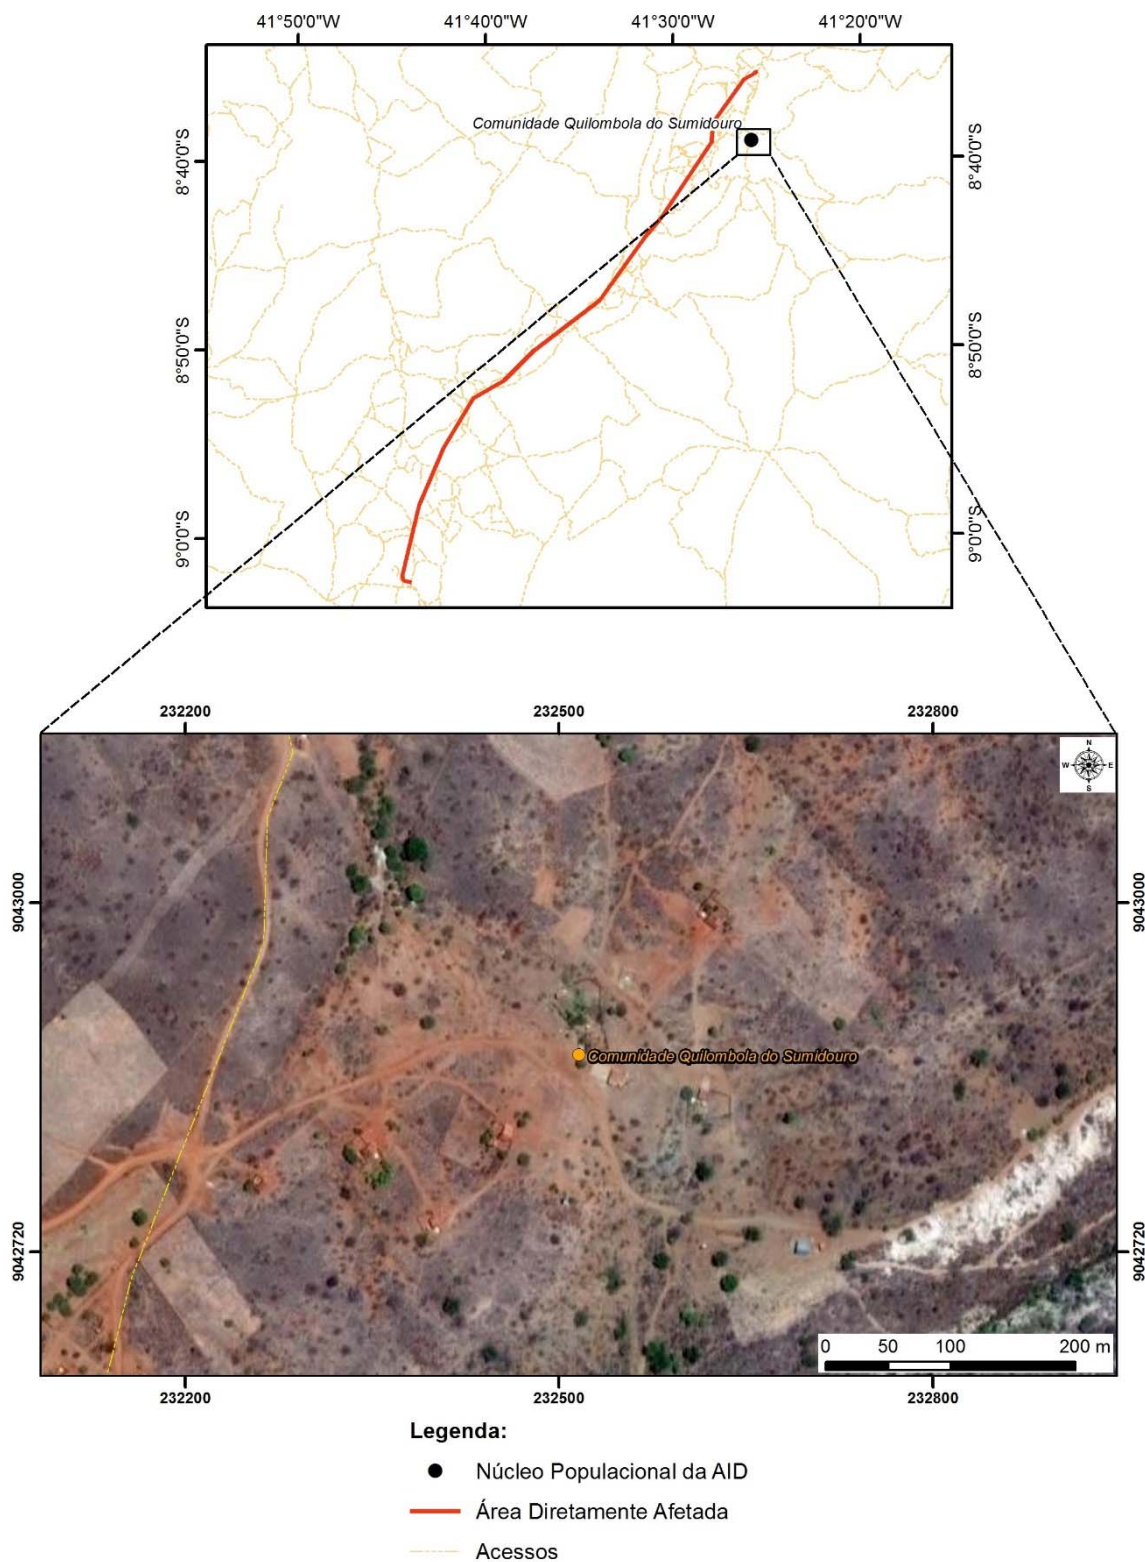 41°50'0"W 41°40'0"W 41°30'0"W 41°20'0"W
Comunidade Quilombola do Sumidouro
8°40'0"S 8°40'0"S
8°50'0"S 8°50'0"S
9°0'0"S 9°0'0"S
232200 232500 232800
N
W E
S
9043000 9043000
Comunidade Quilombola do Sumidouro
9042720 9042720
0 50 100 200 m
232200 232500 232800
Legenda:
Núcleo Populacional da AID
Área Diretamente Afetada
Acessos